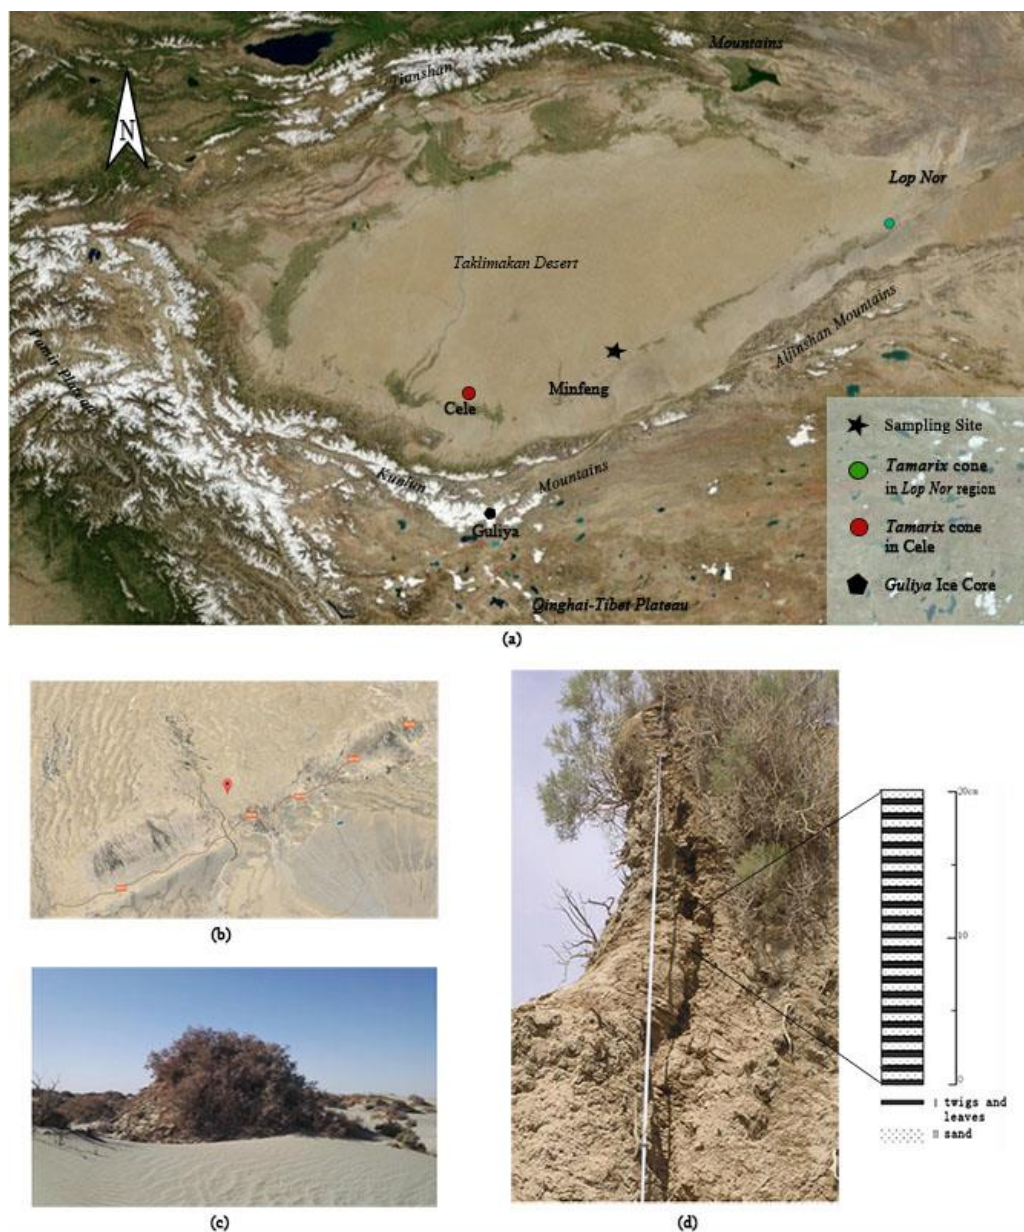 Mountains
Tianshan
N
Lop Nor
Taklimakan Desert
Aljinshan Mountains
Pamir Plateau
Minfeng
Cele
Kunlun
Mountains
Guliya
Qinghai-Tibet Plateau
Sampling Site
Tamarix cone
in Lop Nor region
Tamarix cone
in Cele
Guliya Ice Core
(a)
(b)
(c)
(d)
20cm
10
0
I twigs and
leaves
II sand